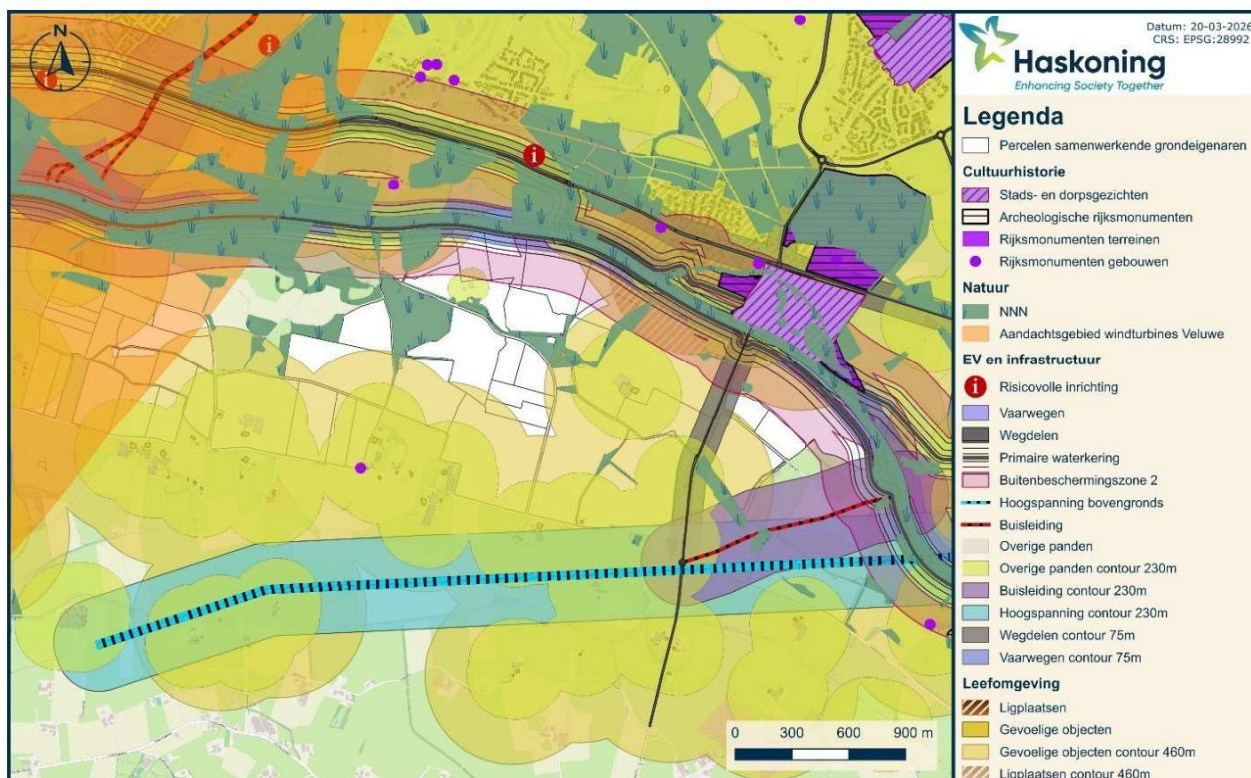 N
Datum: 20-03-2026
CRS: EPSG:28992
Haskoning
Enhancing Society Together
Legenda
Percelen samenwerkende grondeigenaren
Cultuurhistorie
Stads- en dorpsgezichten
Archeologische rijksmonumenten
Rijksmonumenten terreinen
Rijksmonumenten gebouwen
Natuur
NNN
Aandachtsgebied windturbines Veluwe
EV en infrastructuur
Risicovolle inrichting
Vaarwegen
Wegdelen
Primaire waterkering
Buitenbeschermingszone 2
Hoogspanning bovengronds
Buisleiding
Overige panden
Overige panden contour 230m
Buisleiding contour 230m
Hoogspanning contour 230m
Wegdelen contour 75m
Vaarwegen contour 75m
Leefomgeving
Ligplaatsen
Gevoelige objecten
Gevoelige objecten contour 460m
Ligplaatsen contour 460m
0 300 600 900 m